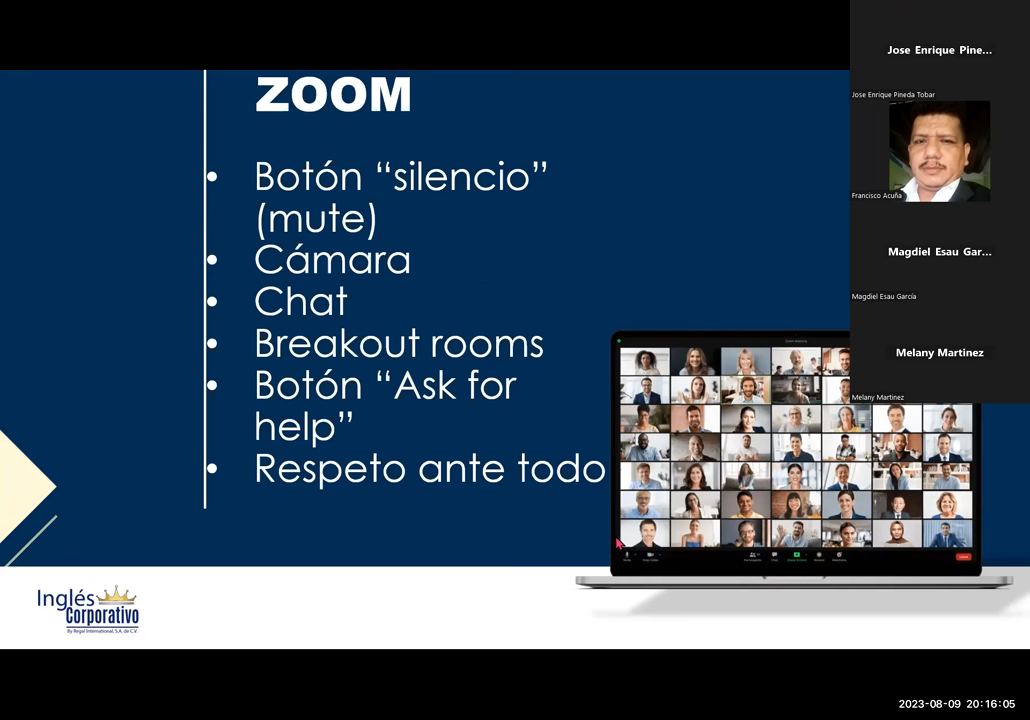 ZOOM
• Botón “silencio”
(mute)
• Cámara
• Chat
• Breakout rooms
• Botón “Ask for
help”
• Respeto ante todo
Jose Enrique Pine...
Jose Enrique Pineda Tobar
Francisco Acuña
Magdiel Esau Gar...
Magdiel Esau García
Melany Martinez
Melany Martinez
Inglés
Corporativo
By Regal International, S.A. de C.V.
2023-08-09 20:16:05